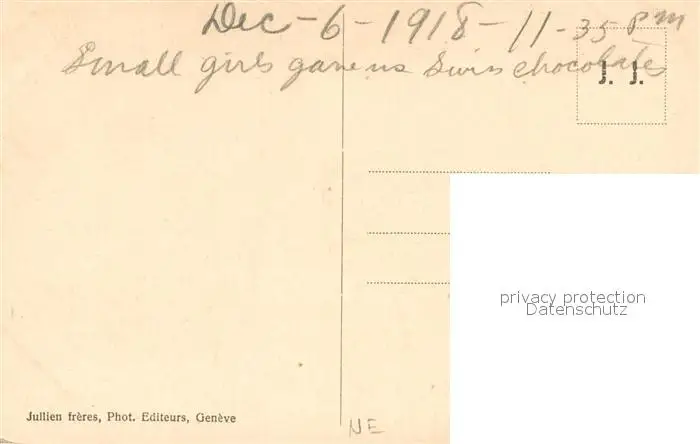 Dec - 6 - 1918 - 11 - 35 Pm
Small girls gave us Swiss chocolates
J. J.
privacy protection
Datenschutz
Jullien frères, Phot. Editeurs, Genève
NE